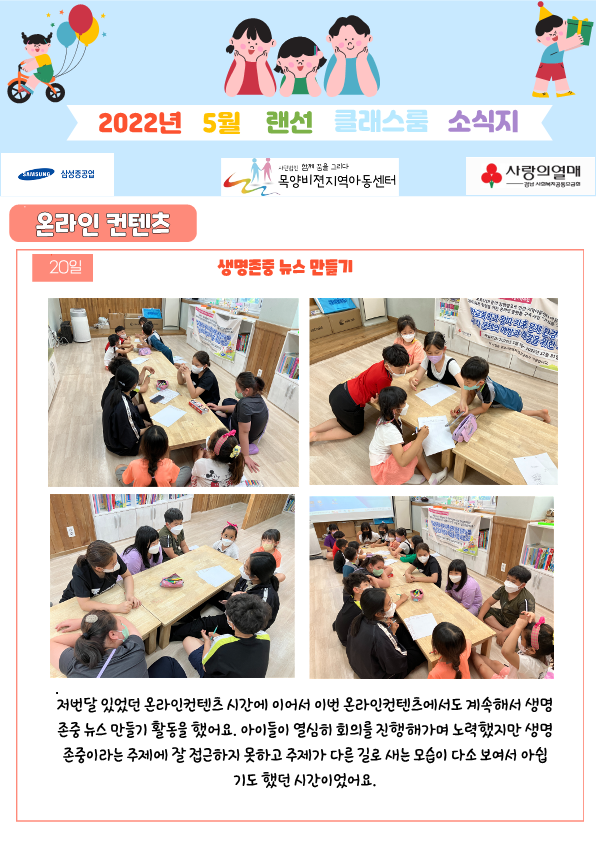 2022년 5월 랜선 클래스룸 소식지
SAMSUNG 삼성중공업
사단법인 함께 꿈을 그리다
목양비전지역아동센터
사랑의열매
경남 사회복지공동모금회
온라인 컨텐츠
20일
생명존중 뉴스 만들기
저번달 있었던 온라인컨텐츠 시간에 이어서 이번 온라인컨텐츠에서도 계속해서 생명
존중 뉴스 만들기 활동을 했어요. 아이들이 열심히 회의를 진행해가며 노력했지만 생명
존중이라는 주제에 잘 접근하지 못하고 주제가 다른 길로 새는 모습이 다소 보여서 아쉽
기도 했던 시간이었어요.